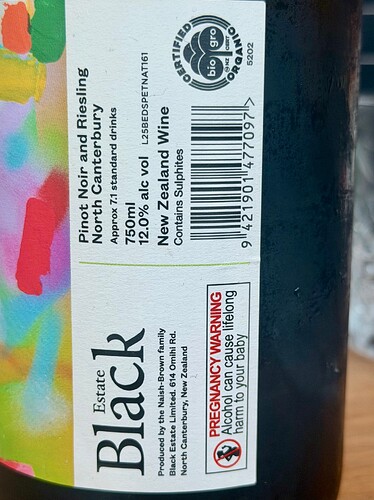 Pinot Noir and Riesling
North Canterbury
Approx 7.1 standard drinks
750ml
12.0% alc vol L25BEDSPETNAT161
New Zealand Wine
Contains Sulphites
9 421901 477097 >
CERTIFIED
bio gro
ORGANIC
5202
Estate
Black
Produced by the Naish-Brown family
Black Estate Limited. 614 Omihi Rd.
North Canterbury, New Zealand
PREGNANCY WARNING
Alcohol can cause lifelong
harm to your baby